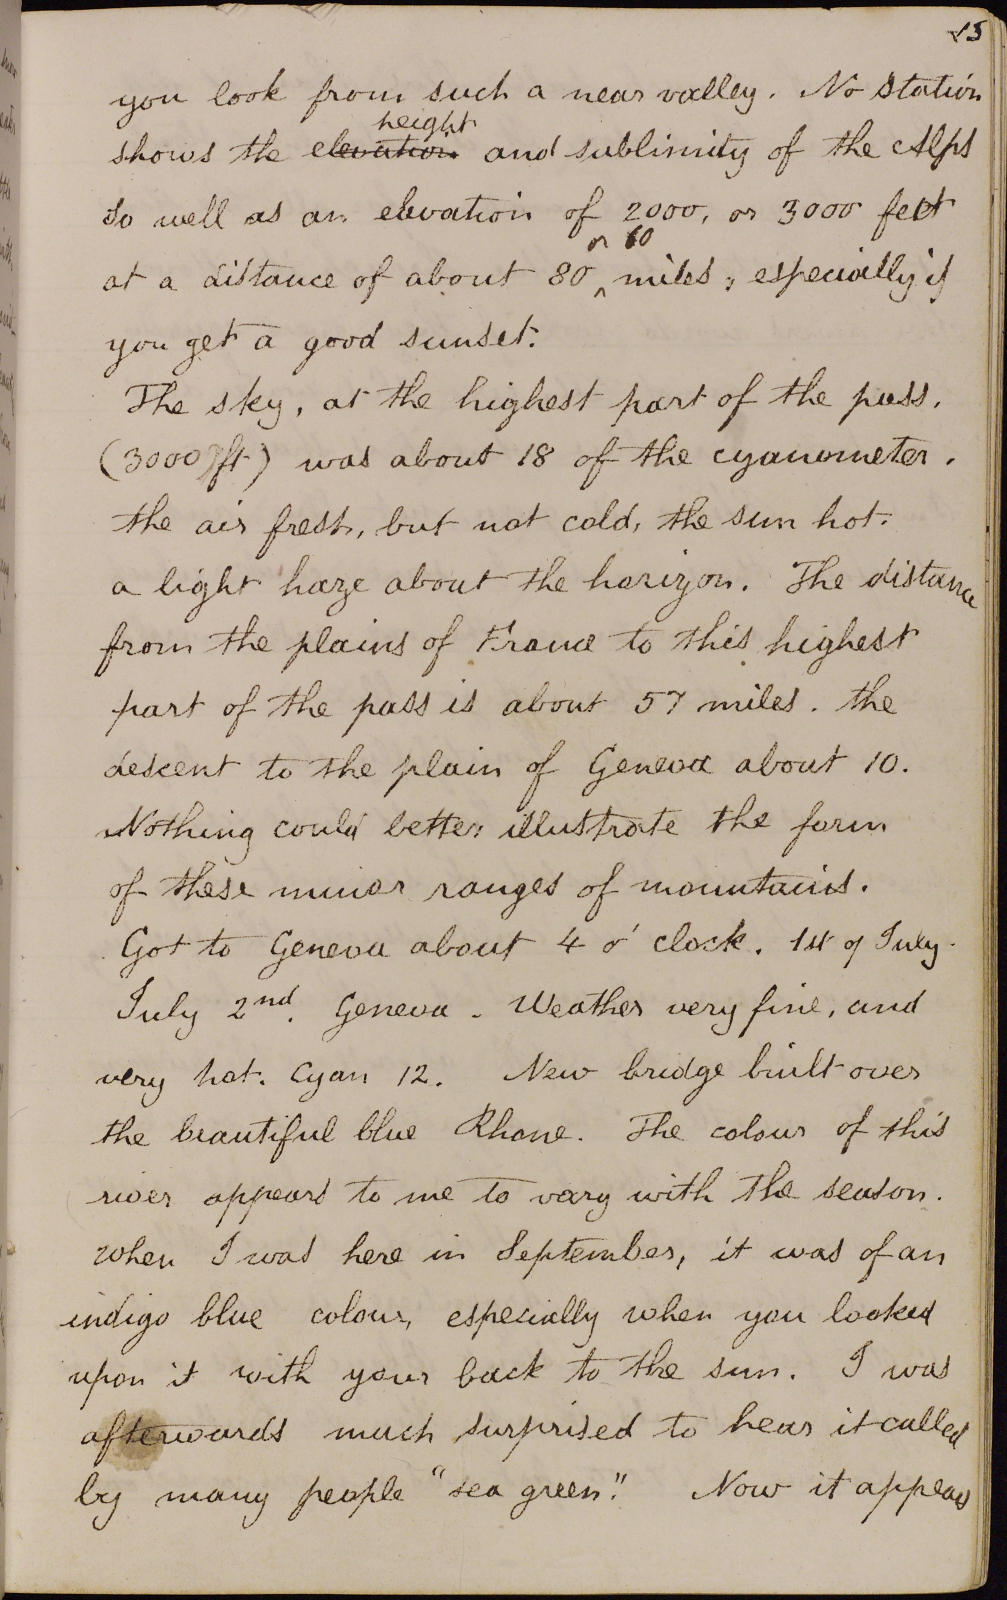 15
you look from such a near valley. No station
height
shows the elevation and sublimity of the Alps
so well as an elevation of 2000, or 3000 feet
or 60
at a distance of about 80 ^ miles; especially if
you get a good sunset.
The sky, at the highest part of the pass,
(3000 ft) was about 18 of the cyanometer.
the air fresh, but not cold, the sun hot.
a light haze about the horizon. The distance
from the plains of France to this highest
part of the pass is about 57 miles. the
descent to the plain of Geneva about 10.
Nothing could better illustrate the form
of these minor ranges of mountains.
Got to Geneva about 4 o' clock. 1st of July.
July 2nd. Geneva. Weather very fine, and
very hot. Cyan 12. New bridge built over
the beautiful blue Rhone. The colour of this
river appears to me to vary with the season.
When I was here in September, it was of an
indigo blue colour, especially when you looked
upon it with your back to the sun. I was
afterwards much surprised to hear it called
by many people "sea green." Now it appears